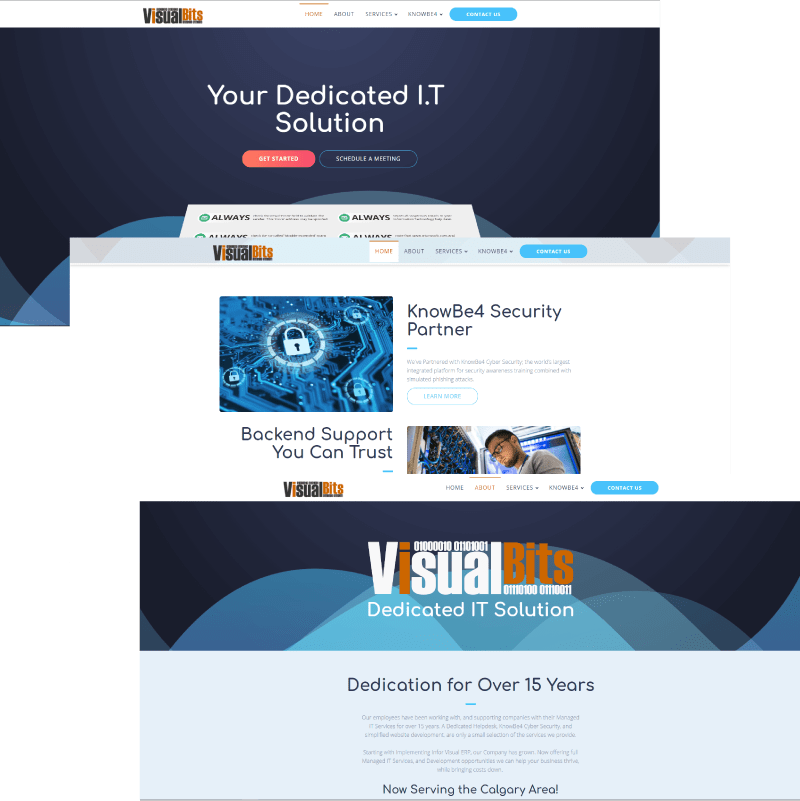 VisualBits
HOME ABOUT SERVICES KNOWBE4 CONTACT US
Your Dedicated I.T
Solution
GET STARTED SCHEDULE A MEETING
ALWAYS ALWAYS
ALWAYS ALWAYS
VisualBits
HOME ABOUT SERVICES KNOWBE4 CONTACT US
KnowBe4 Security
Partner
We've Partnered with KnowBe4 Cyber Security; the world's largest
integrated platform for security awareness training combined with
simulated phishing attacks.
LEARN MORE
Backend Support
You Can Trust
VisualBits
HOME ABOUT SERVICES KNOWBE4 CONTACT US
01000010 01101001
VisualBits
01110100 01110011
Dedicated IT Solution
Dedication for Over 15 Years
Our employees have been working with, and supporting companies with their Managed
IT Services for over 15 years. A Dedicated Helpdesk, KnowBe4 Cyber Security, and
simplified website development, are only a small selection of the services we provide.
Starting with implementing Infor Visual ERP, our Company has grown. Now offering full
Managed IT Services, and Development opportunities we can help your business thrive,
while bringing costs down.
Now Serving the Calgary Area!